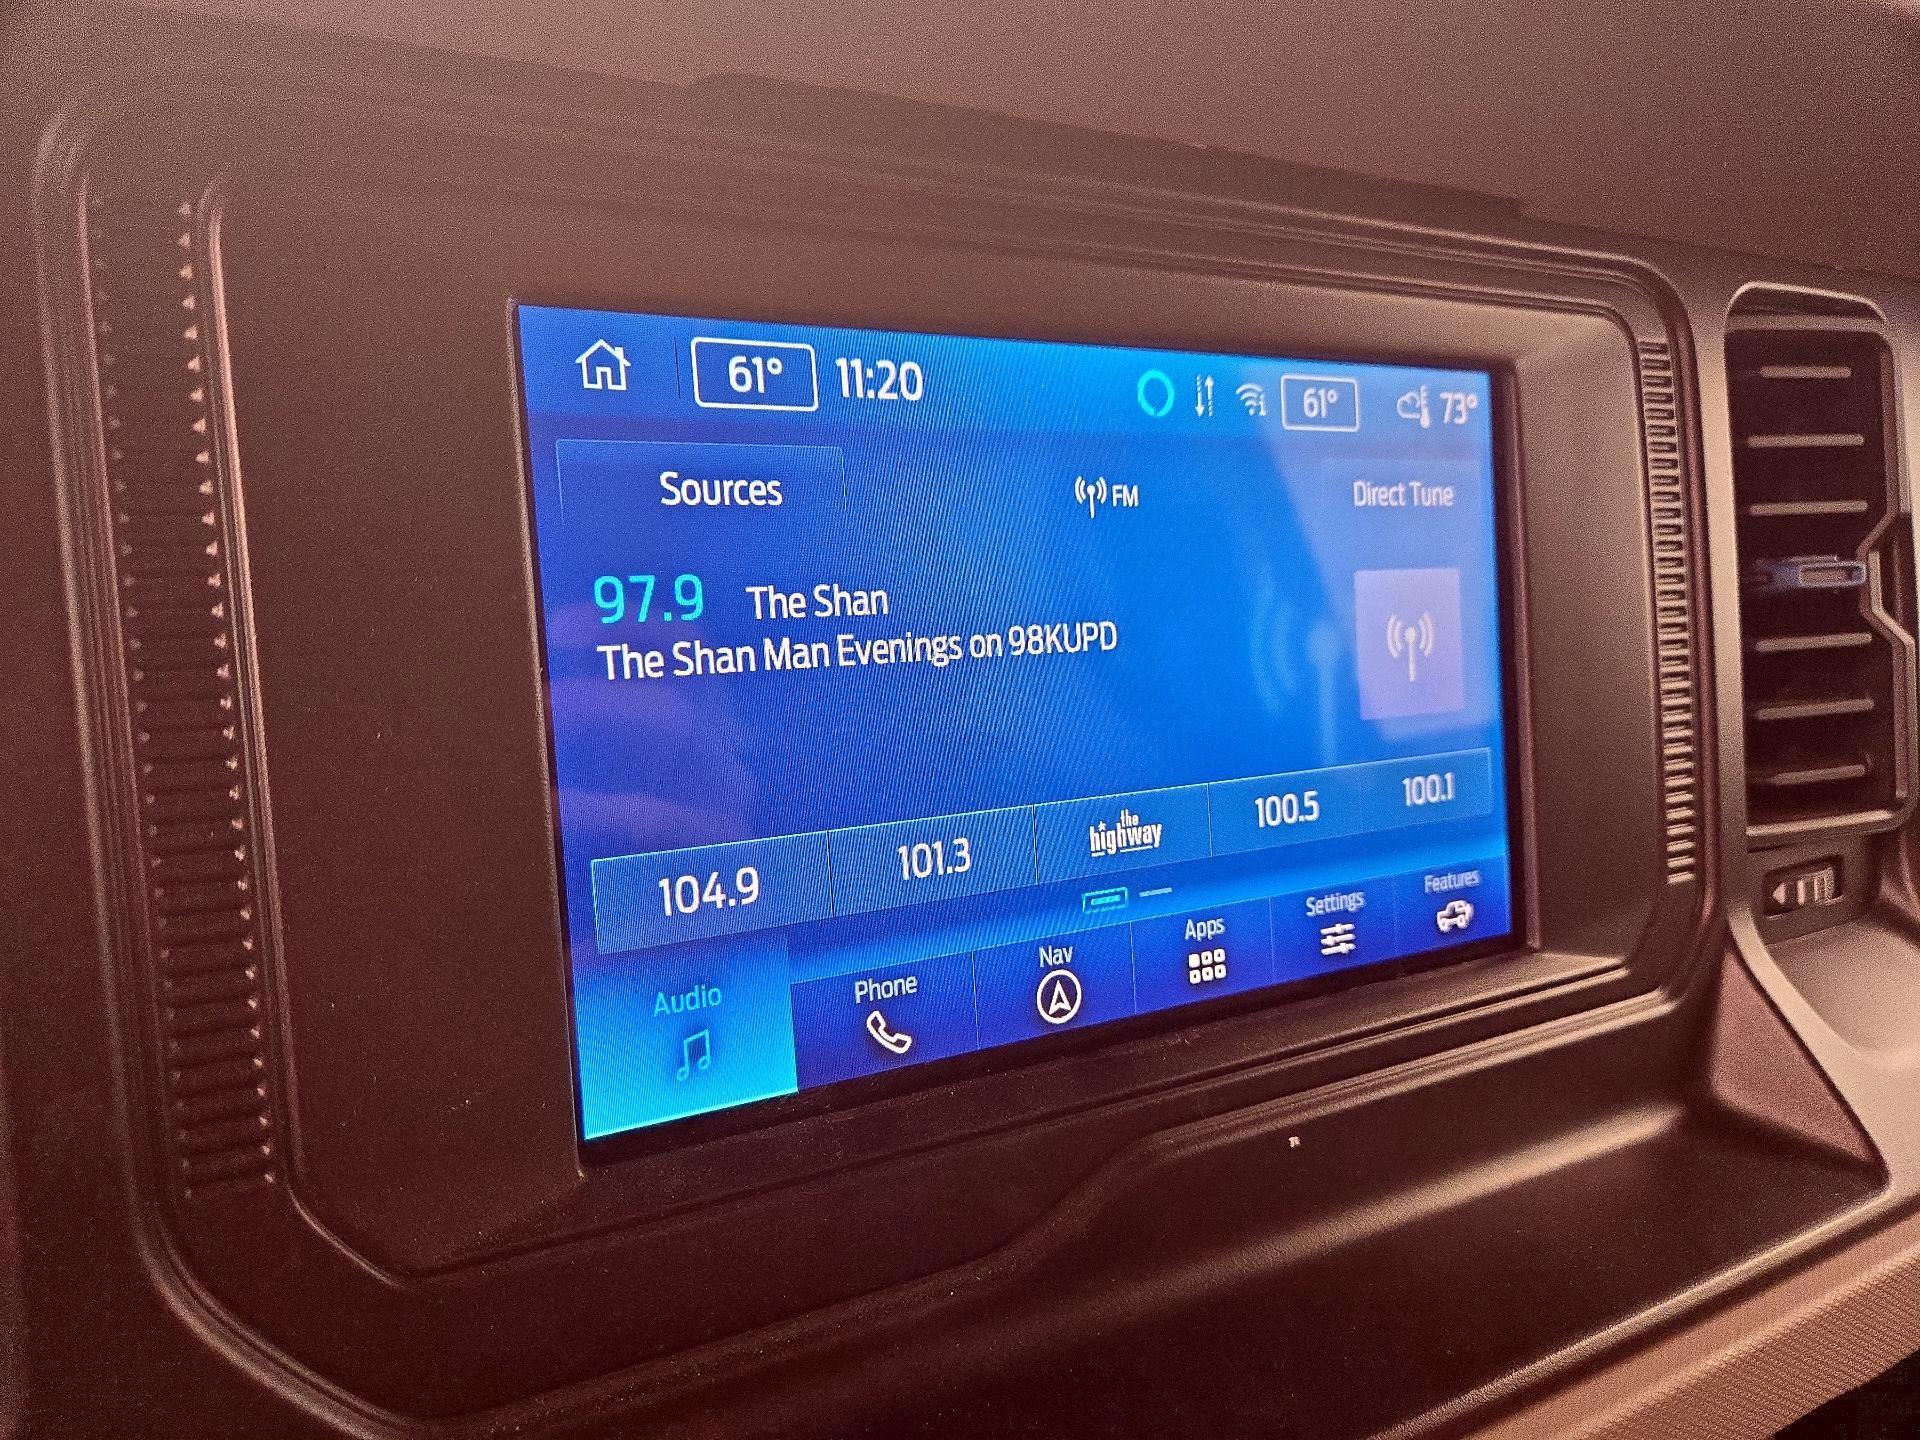 61° 11:20 61° 73°
Sources FM Direct Tune
97.9 The Shan
The Shan Man Evenings on 98KUPD
104.9 101.3 the highway 100.5 100.1
Audio Phone Nav Apps Settings Features